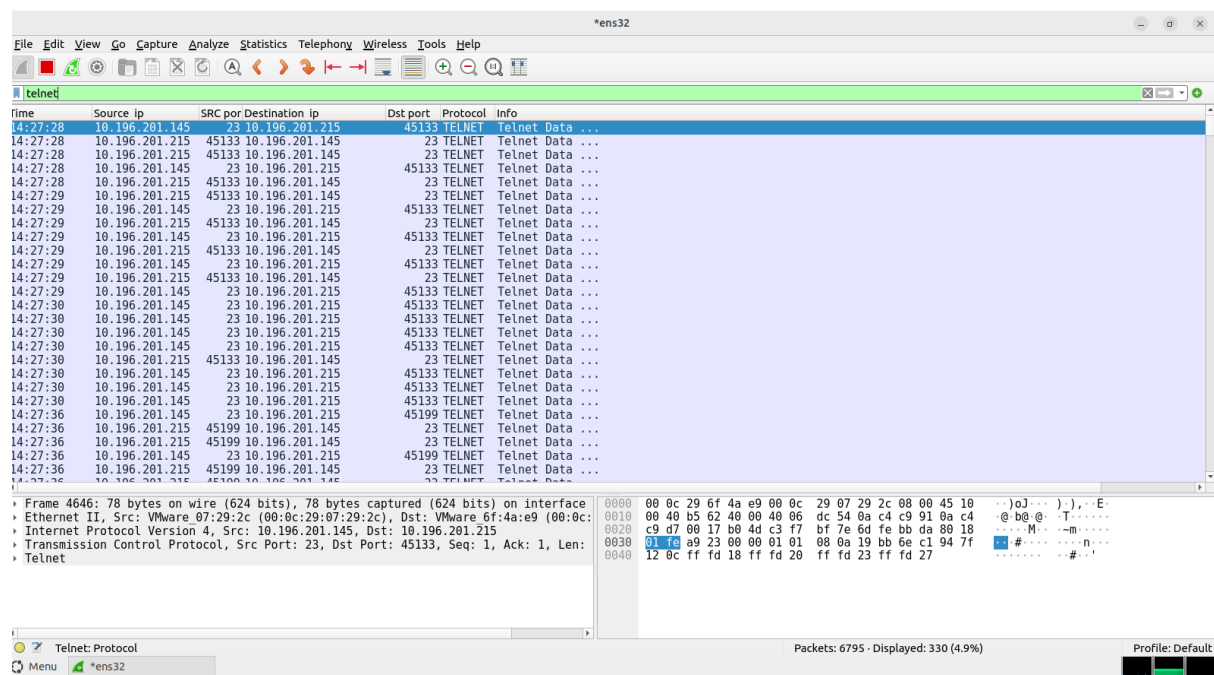 *ens32
File Edit View Go Capture Analyze Statistics Telephony Wireless Tools Help
telnet
Time Source ip SRC por Destination ip Dst port Protocol Info
14:27:28 10.196.201.145 23 10.196.201.215 45133 TELNET Telnet Data ...
14:27:28 10.196.201.215 45133 10.196.201.145 23 TELNET Telnet Data ...
14:27:28 10.196.201.215 45133 10.196.201.145 23 TELNET Telnet Data ...
14:27:28 10.196.201.145 23 10.196.201.215 45133 TELNET Telnet Data ...
14:27:28 10.196.201.215 45133 10.196.201.145 23 TELNET Telnet Data ...
14:27:29 10.196.201.215 45133 10.196.201.145 23 TELNET Telnet Data ...
14:27:29 10.196.201.145 23 10.196.201.215 45133 TELNET Telnet Data ...
14:27:29 10.196.201.215 45133 10.196.201.145 23 TELNET Telnet Data ...
14:27:29 10.196.201.145 23 10.196.201.215 45133 TELNET Telnet Data ...
14:27:29 10.196.201.215 45133 10.196.201.145 23 TELNET Telnet Data ...
14:27:29 10.196.201.145 23 10.196.201.215 45133 TELNET Telnet Data ...
14:27:29 10.196.201.215 45133 10.196.201.145 23 TELNET Telnet Data ...
14:27:29 10.196.201.145 23 10.196.201.215 45133 TELNET Telnet Data ...
14:27:30 10.196.201.145 23 10.196.201.215 45133 TELNET Telnet Data ...
14:27:30 10.196.201.145 23 10.196.201.215 45133 TELNET Telnet Data ...
14:27:30 10.196.201.145 23 10.196.201.215 45133 TELNET Telnet Data ...
14:27:30 10.196.201.145 23 10.196.201.215 45133 TELNET Telnet Data ...
14:27:30 10.196.201.215 45133 10.196.201.145 23 TELNET Telnet Data ...
14:27:30 10.196.201.145 23 10.196.201.215 45133 TELNET Telnet Data ...
14:27:30 10.196.201.145 23 10.196.201.215 45133 TELNET Telnet Data ...
14:27:30 10.196.201.145 23 10.196.201.215 45133 TELNET Telnet Data ...
14:27:36 10.196.201.145 23 10.196.201.215 45199 TELNET Telnet Data ...
14:27:36 10.196.201.215 45199 10.196.201.145 23 TELNET Telnet Data ...
14:27:36 10.196.201.215 45199 10.196.201.145 23 TELNET Telnet Data ...
14:27:36 10.196.201.145 23 10.196.201.215 45199 TELNET Telnet Data ...
14:27:36 10.196.201.215 45199 10.196.201.145 23 TELNET Telnet Data ...
Frame 4646: 78 bytes on wire (624 bits), 78 bytes captured (624 bits) on interface
Ethernet II, Src: VMware_07:29:2c (00:0c:29:07:29:2c), Dst: VMware_6f:4a:e9 (00:0c:
Internet Protocol Version 4, Src: 10.196.201.145, Dst: 10.196.201.215
Transmission Control Protocol, Src Port: 23, Dst Port: 45133, Seq: 1, Ack: 1, Len:
Telnet
0000 00 0c 29 6f 4a e9 00 0c 29 07 29 2c 08 00 45 10 ··)oJ··· )·),··E·
0010 00 40 b5 62 40 00 40 06 dc 54 0a c4 c9 91 0a c4 ·@·b@·@· ·T······
0020 c9 d7 00 17 b0 4d c3 f7 bf 7e 6d fe bb da 80 18 ·····M·· ·~m·····
0030 01 fe a9 23 00 00 01 01 08 0a 19 bb 6e c1 94 7f ···#···· ····n···
0040 12 0c ff fd 18 ff fd 20 ff fd 23 ff fd 27 ······· ··#··'
Telnet: Protocol Packets: 6795 · Displayed: 330 (4.9%) Profile: Default
Menu *ens32